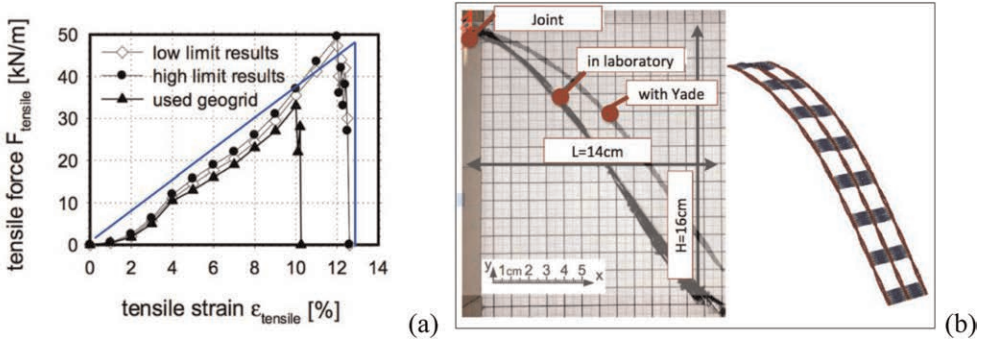 50
40
30
20
10
0
tensile force Ftensile [kN/m]
low limit results
high limit results
used geogrid
0 2 4 6 8 10 12 14
tensile strain εtensile [%]
(a)
Joint
in laboratory
with Yade
L=14cm
H=16cm
y 1cm 2 3 4 5 x
(b)